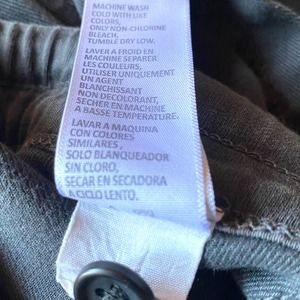 MACHINE WASH
COLD WITH LIKE
COLORS,
ONLY NON-CHLORINE
BLEACH,
TUMBLE DRY LOW.
LAVER A FROID EN
MACHINE SEPARER
LES COULEURS,
UTILISER UNIQUEMENT
UN AGENT
BLANCHISSANT
NON DECOLORANT,
SECHER EN MACHINE
A BASSE TEMPERATURE.
LAVAR A MAQUINA
CON COLORES
SIMILARES ,
SOLO BLANQUEADOR
SIN CLORO,
SECAR EN SECADORA
A CICLO LENTO.